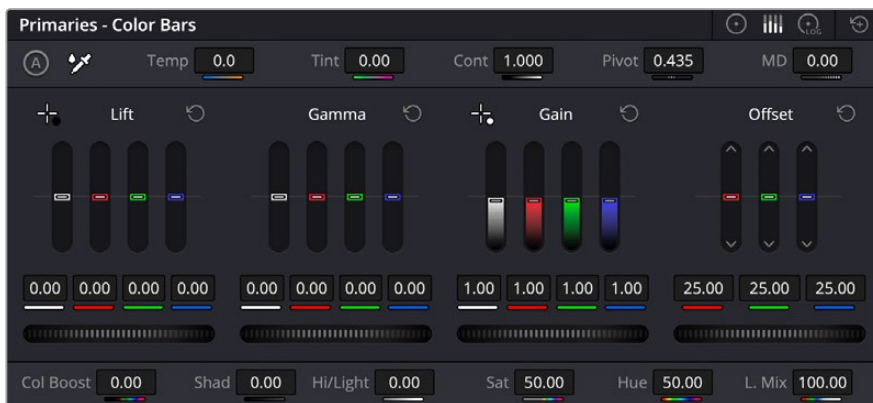 Primaries - Color Bars
LOG
A Temp 0.0 Tint 0.00 Cont 1.000 Pivot 0.435 MD 0.00
Lift Gamma Gain Offset
0.00 0.00 0.00 0.00 0.00 0.00 0.00 0.00 1.00 1.00 1.00 1.00 25.00 25.00 25.00
Col Boost 0.00 Shad 0.00 Hi/Light 0.00 Sat 50.00 Hue 50.00 L. Mix 100.00